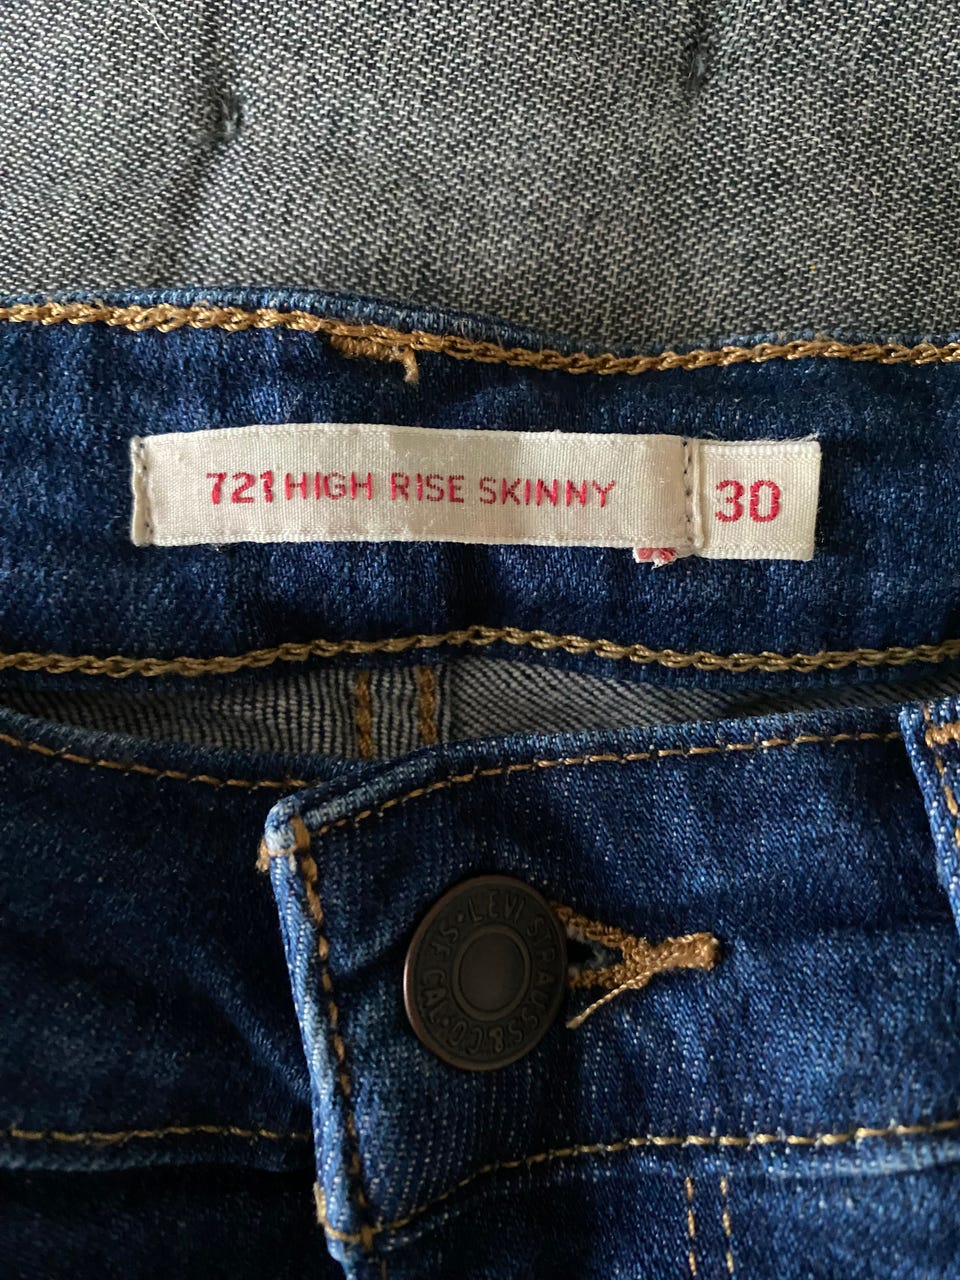 721 HIGH RISE SKINNY 30
LEVI STRAUSS & CO. S.F. CAL.